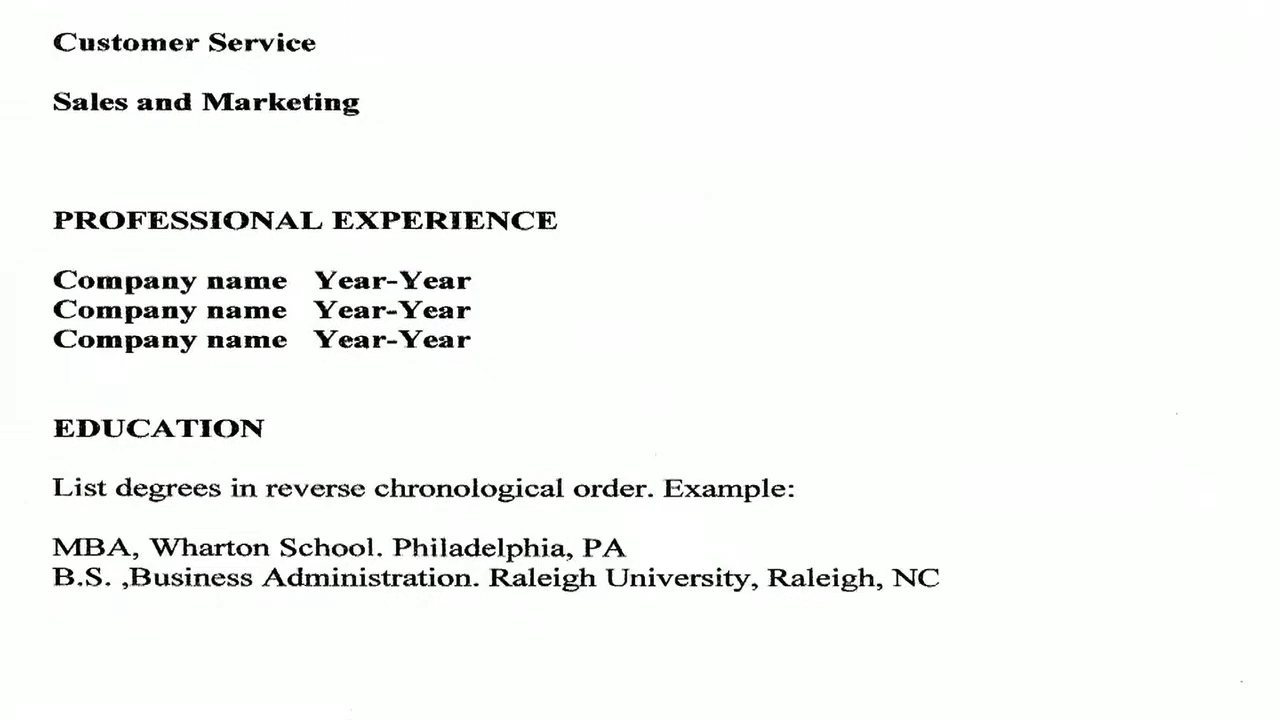 Customer Service
Sales and Marketing
PROFESSIONAL EXPERIENCE
Company name Year-Year
Company name Year-Year
Company name Year-Year
EDUCATION
List degrees in reverse chronological order. Example:
MBA, Wharton School. Philadelphia, PA
B.S. ,Business Administration. Raleigh University, Raleigh, NC